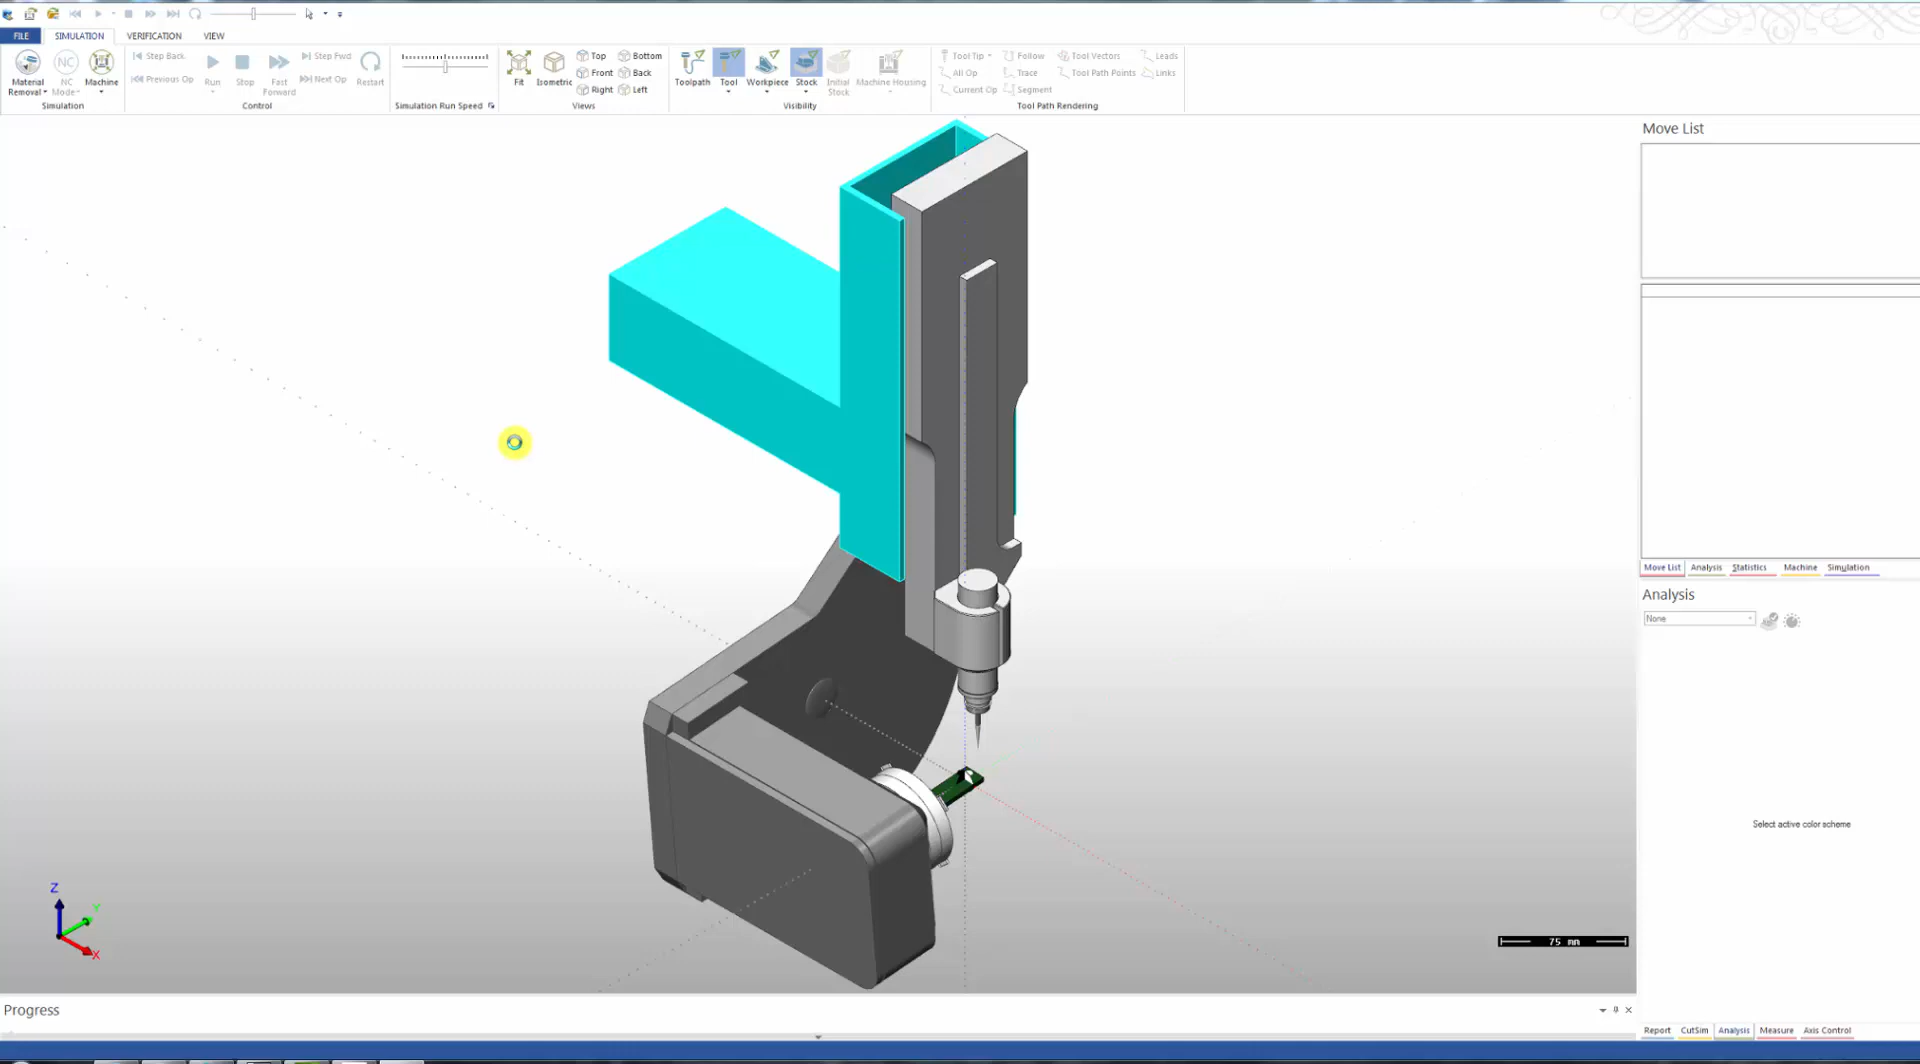 FILE SIMULATION VERIFICATION VIEW
Step Back Step Fwd Top Bottom Tool Tip Follow Tool Vectors Leads
Front Back All Op Trace Tool Path Points Links
Previous Op Next Op Right Left Current Op Segment
Material Removal NC Mode Machine Run Stop Fast Forward Restart Fit Isometric Toolpath Tool Workpiece Stock Initial Stock Machine Housing
Simulation Control Simulation Run Speed Views Visibility Tool Path Rendering
Move List
Move List Analysis Statistics Machine Simulation
Analysis
None
Select active color scheme
Z
Y
X
75 mm
Progress
Report CutSim Analysis Measure Axis Control